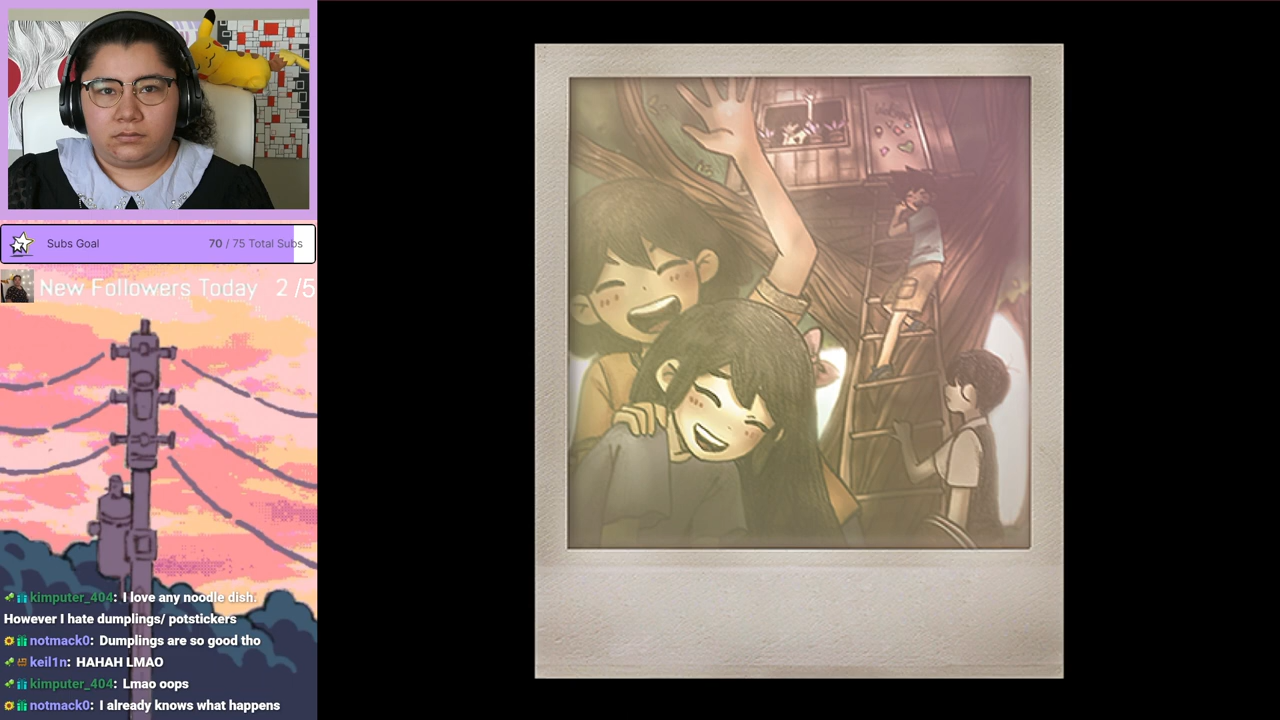 Subs Goal 70 / 75 Total Subs
New Followers Today 2 /5
kimputer_404: I love any noodle dish.
However I hate dumplings/ potstickers
notmack0: Dumplings are so good tho
keil1n: HAHAH LMAO
kimputer_404: Lmao oops
notmack0: I already knows what happens